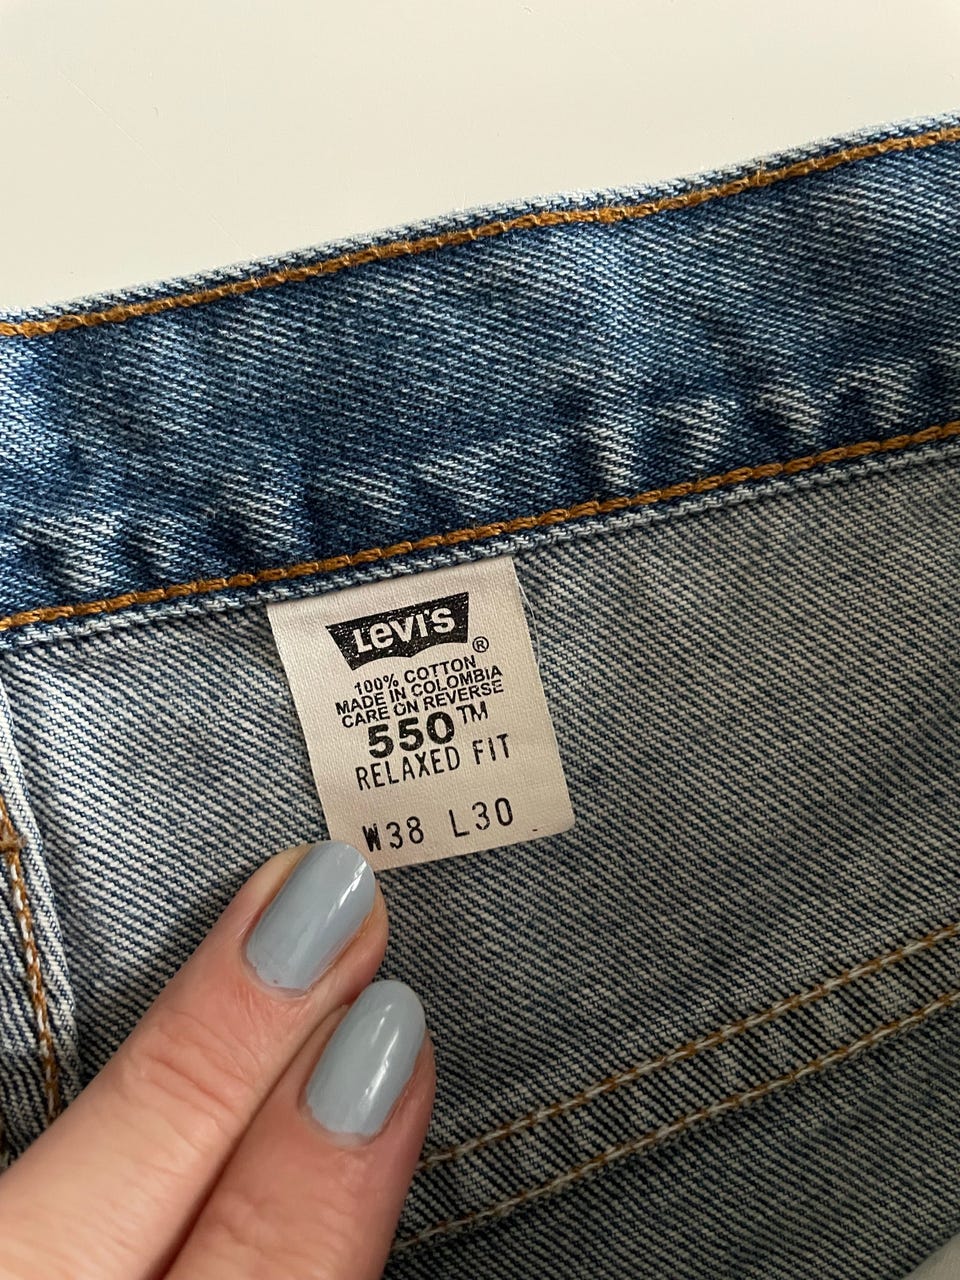 Levi's ®
100% COTTON
MADE IN COLOMBIA
CARE ON REVERSE
550™
RELAXED FIT
W38 L30